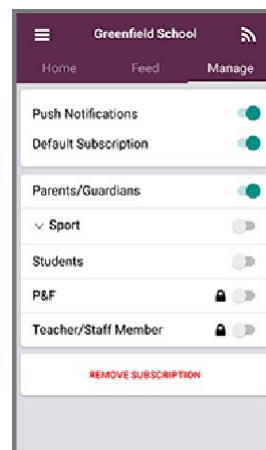 Greenfield School
Home Feed Manage
Push Notifications
Default Subscription
Parents/Guardians
Sport
Students
P&F
Teacher/Staff Member
REMOVE SUBSCRIPTION